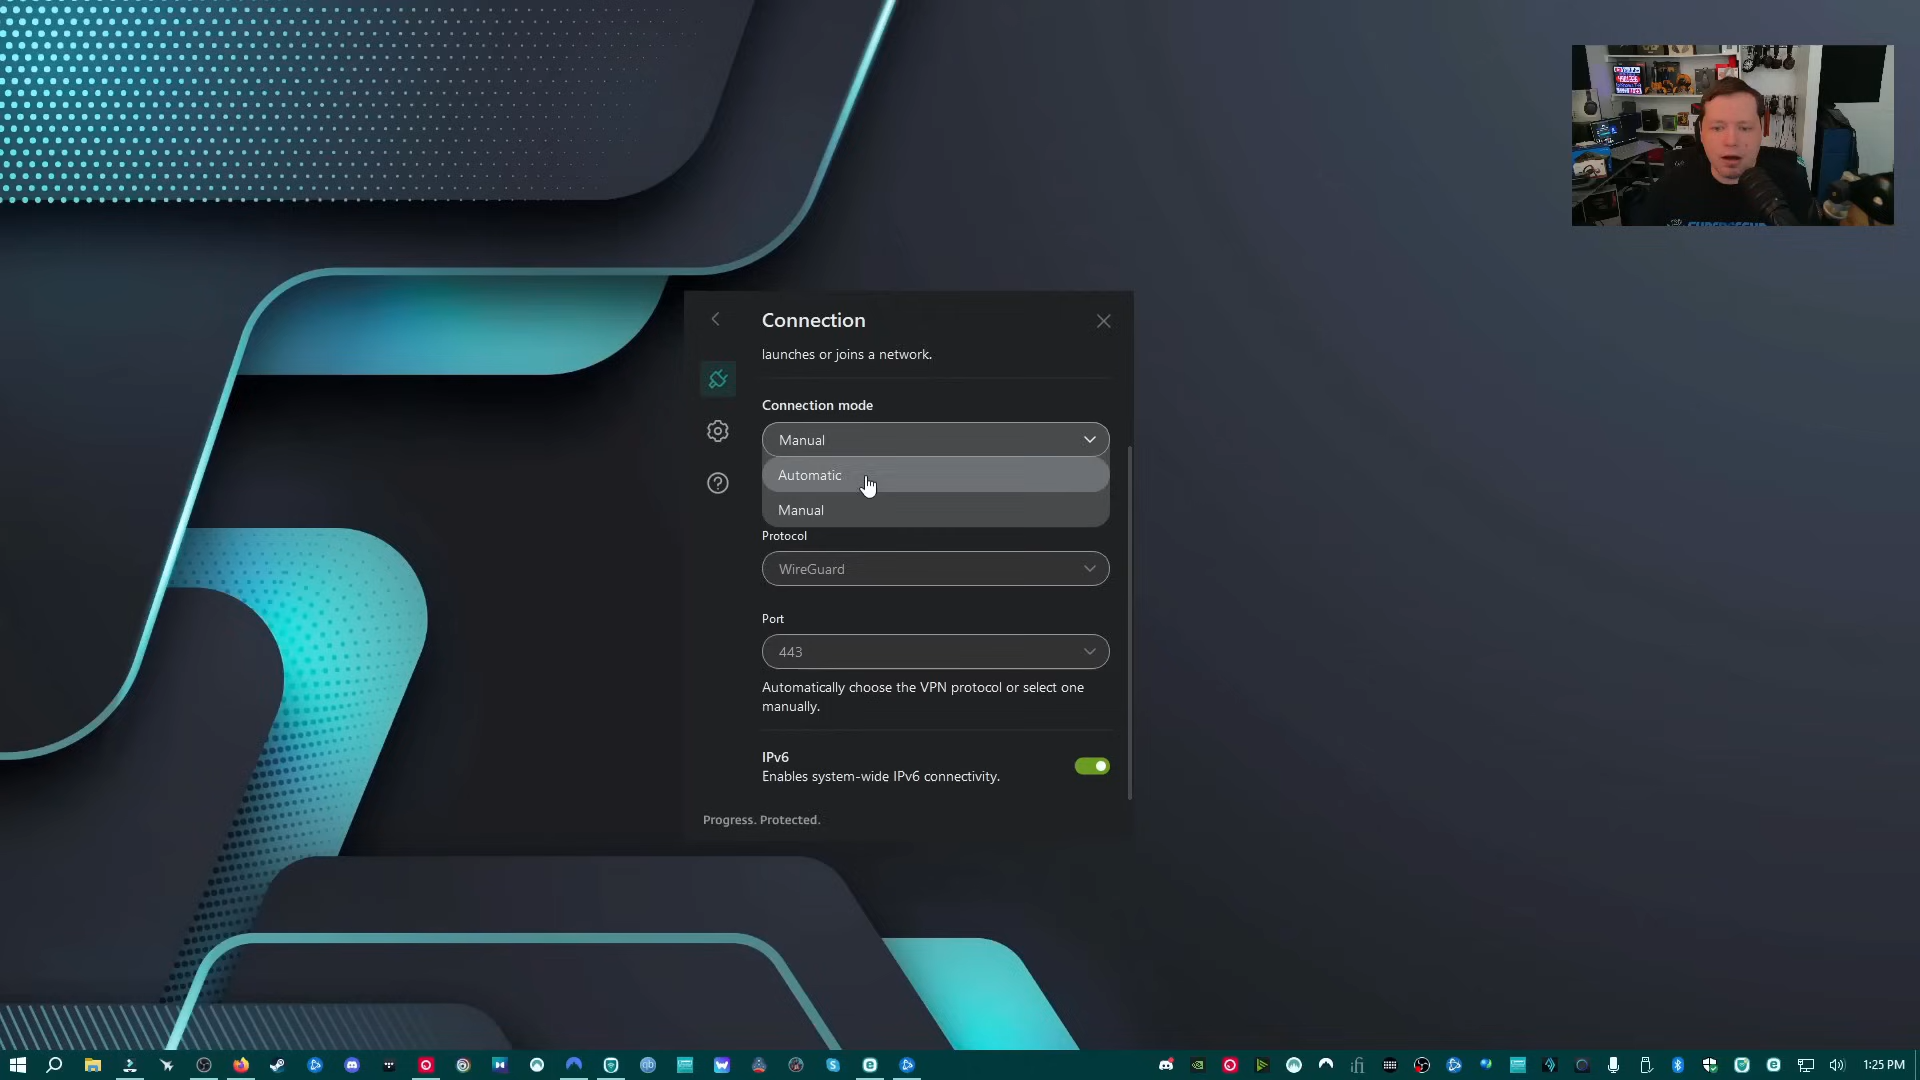 Connection
launches or joins a network.
Connection mode
Manual
Automatic
Manual
Protocol
WireGuard
Port
443
Automatically choose the VPN protocol or select one
manually.
IPv6
Enables system-wide IPv6 connectivity.
Progress. Protected.
1:25 PM